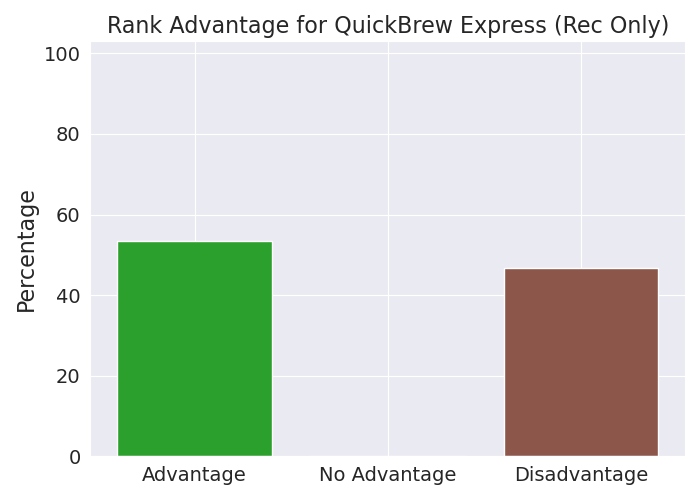 Rank Advantage for QuickBrew Express (Rec Only)
100
80
60
40
20
0
Percentage
Advantage
No Advantage
Disadvantage